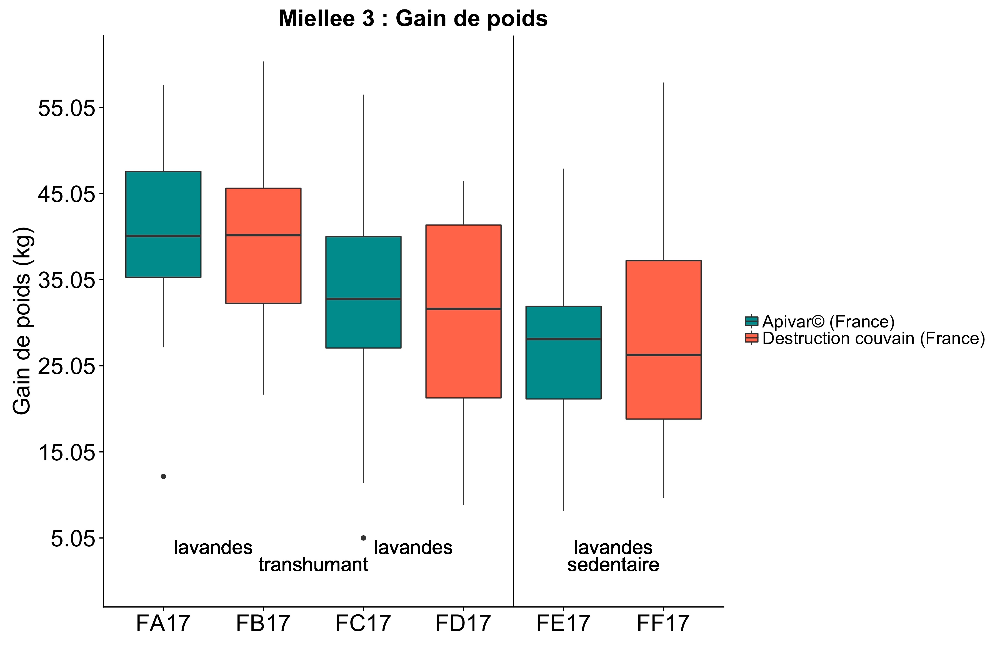 Miellee 3 : Gain de poids
Gain de poids (kg)
55.05
45.05
35.05
25.05
15.05
5.05
lavandes
lavandes
transhumant
lavandes
sedentaire
FA17
FB17
FC17
FD17
FE17
FF17
Apivar© (France)
Destruction couvain (France)